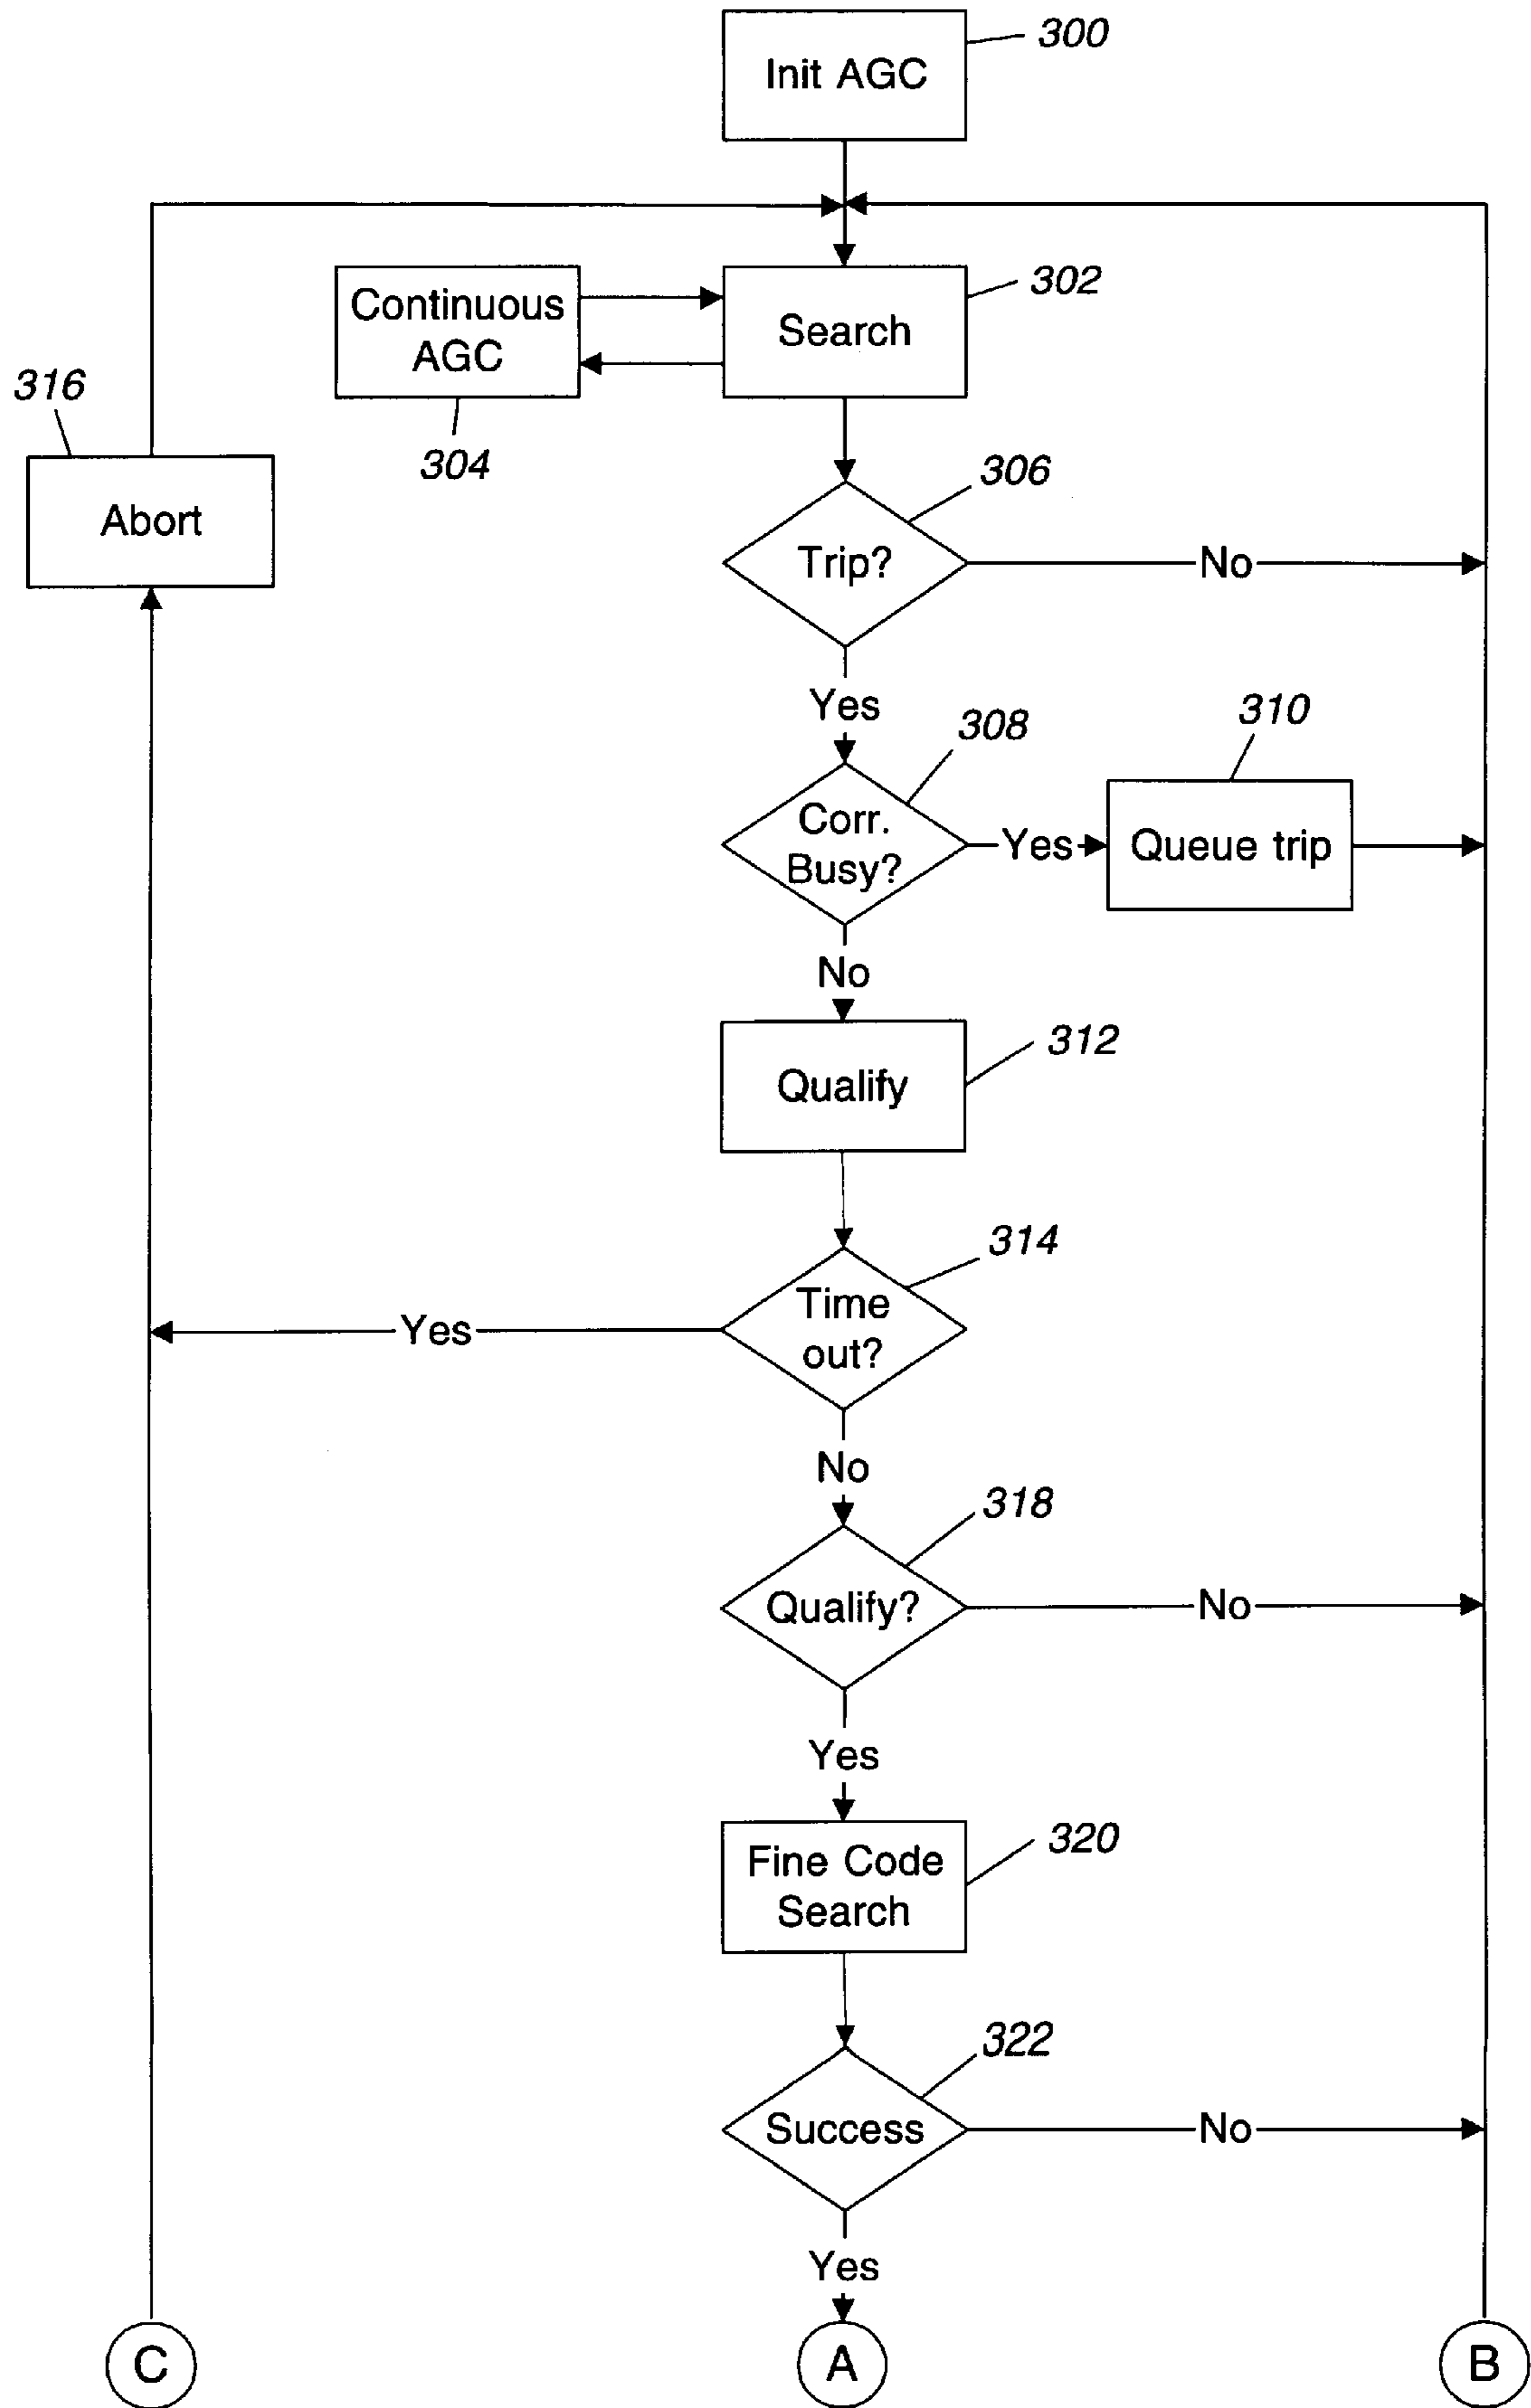 300
Init AGC
302
Continuous
AGC
Search
316
304
306
Abort
Trip?
No
Yes
308
310
Corr.
Busy?
Yes
Queue trip
No
312
Qualify
314
Time
out?
Yes
No
318
Qualify?
No
Yes
320
Fine Code
Search
322
Success
No
Yes
C
A
B